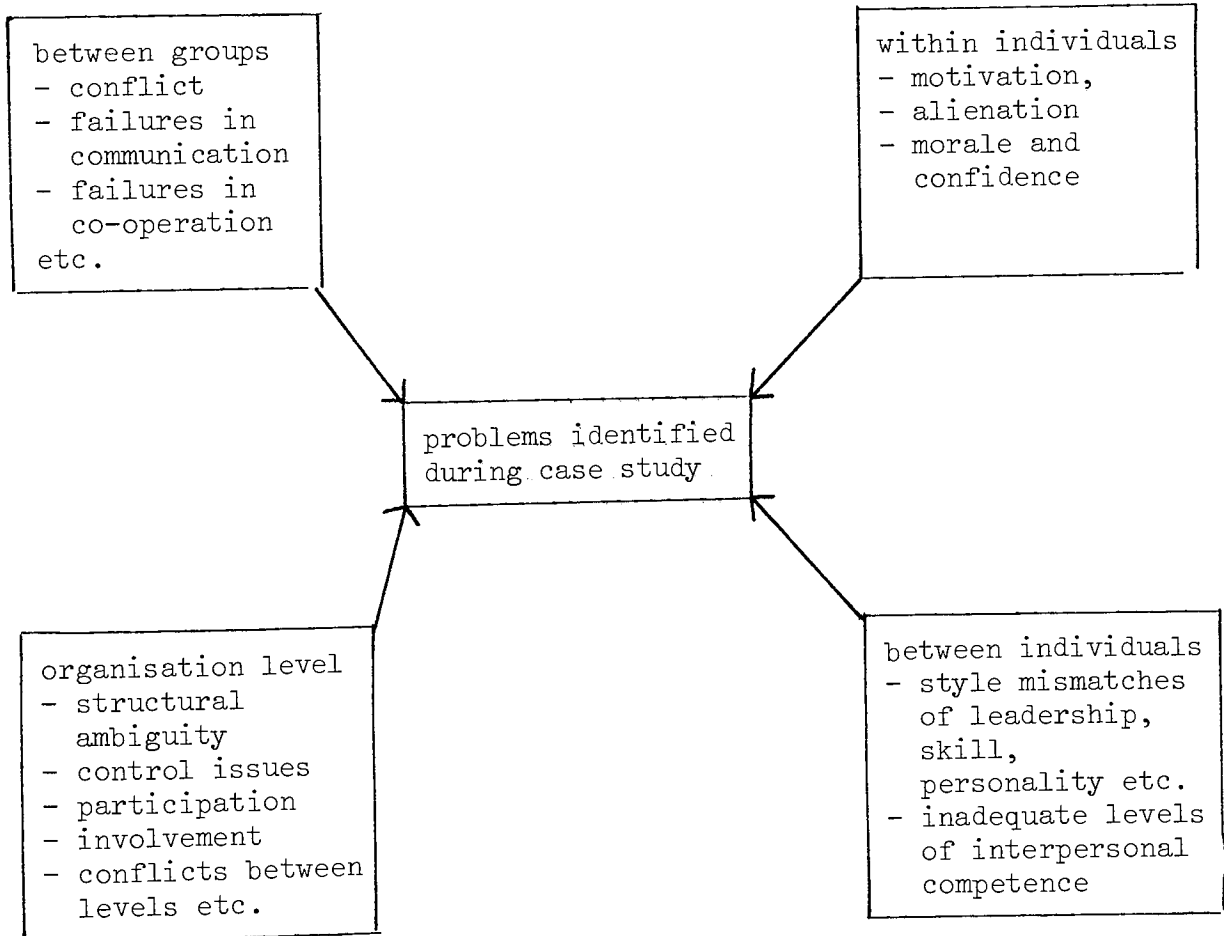 between groups
- conflict
- failures in
communication
- failures in
co-operation
etc.
within individuals
- motivation,
- alienation
- morale and
confidence
problems identified
during case study
organisation level
- structural
ambiguity
- control issues
- participation
- involvement
- conflicts between
levels etc.
between individuals
- style mismatches
of leadership,
skill,
personality etc.
- inadequate levels
of interpersonal
competence